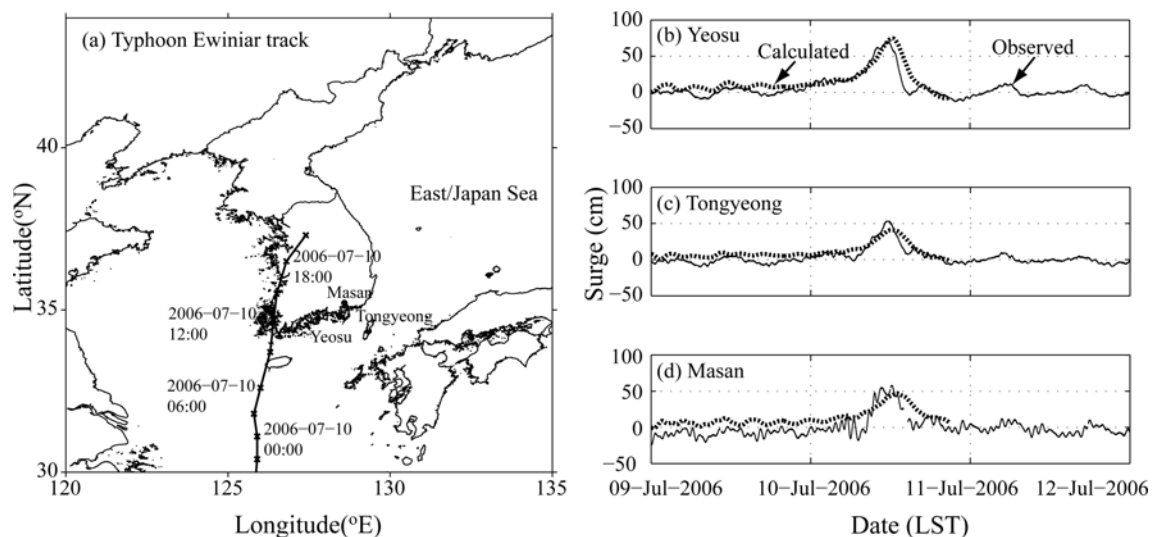 (a) Typhoon Ewiniar track
East/Japan Sea
2006−07−10
18:00
Masan
2006−07−10
12:00
Tongyeong
Yeosu
2006−07−10
06:00
2006−07−10
00:00
40
35
30
120
125
130
135
Latitude(°N)
Longitude(°E)
100
50
0
−50
(b) Yeosu
Calculated
Observed
100
50
0
−50
(c) Tongyeong
Surge (cm)
100
50
0
−50
(d) Masan
09−Jul−2006
10−Jul−2006
11−Jul−2006
12−Jul−2006
Date (LST)